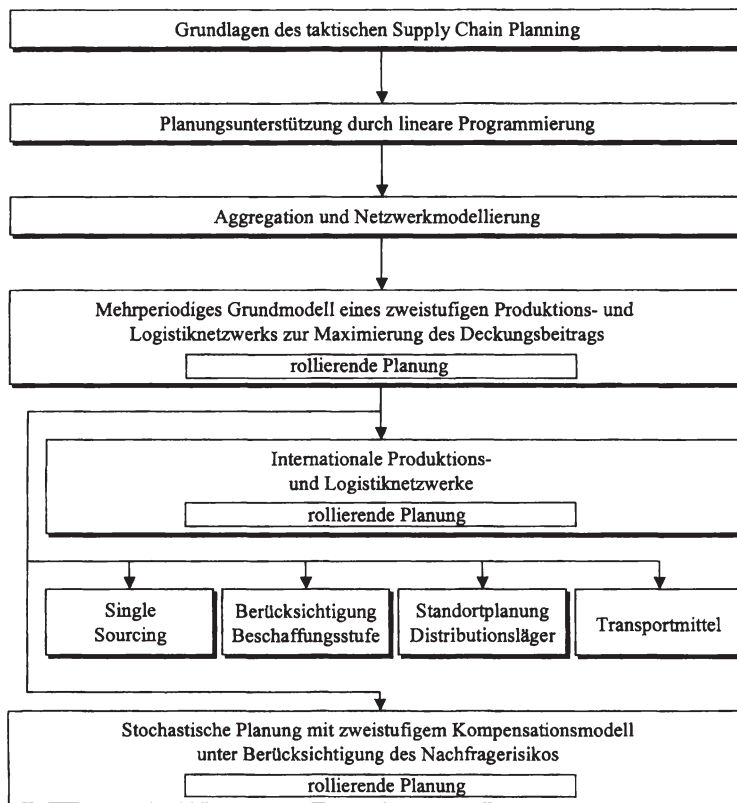 Grundlagen des taktischen Supply Chain Planning
Planungsunterstützung durch lineare Programmierung
Aggregation und Netzwerkmodellierung
Mehrperiodiges Grundmodell eines zweistufigen Produktions- und
Logistiknetzwerks zur Maximierung des Deckungsbeitrags
rollierende Planung
Internationale Produktions-
und Logistiknetzwerke
rollierende Planung
Single
Sourcing
Berücksichtigung
Beschaffungsstufe
Standortplanung
Distributionsläger
Transportmittel
Stochastische Planung mit zweistufigem Kompensationsmodell
unter Berücksichtigung des Nachfragerisikos
rollierende Planung